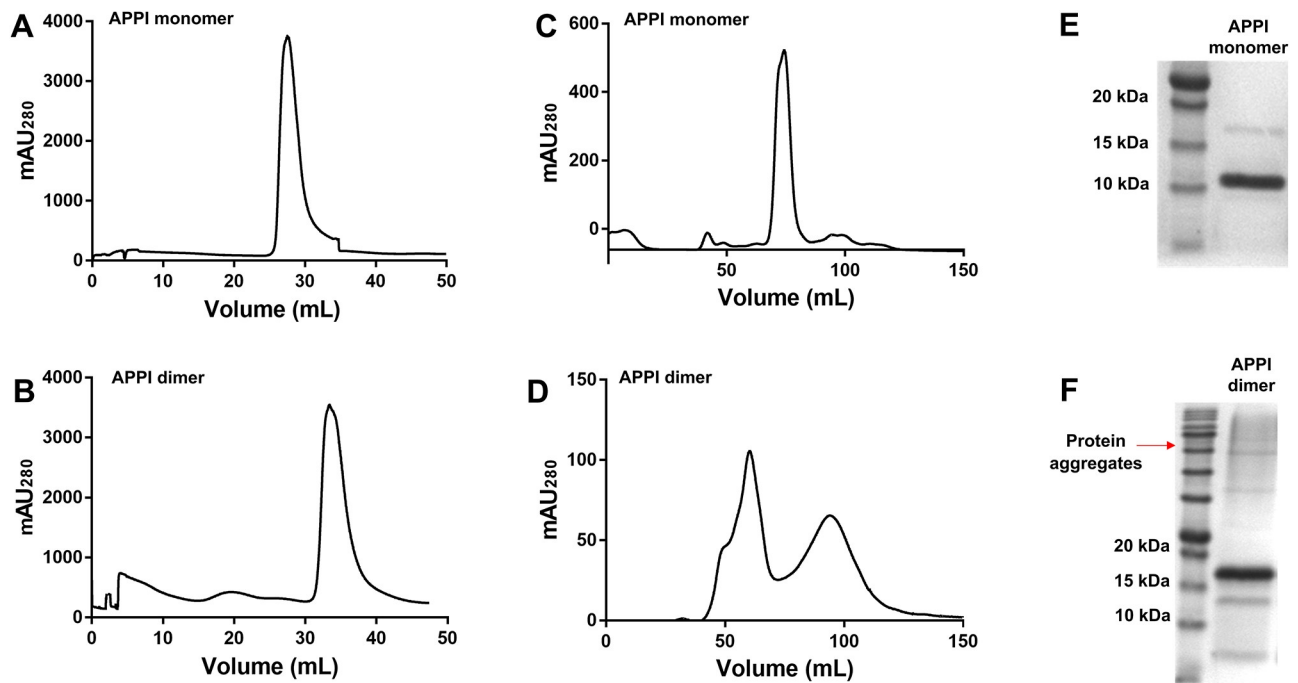 A
APPI monomer
4000
3000
2000
1000
0
mAU280
0 10 20 30 40 50
Volume (mL)
C
APPI monomer
600
400
200
0
mAU280
50 100 150
Volume (mL)
E
APPI
monomer
20 kDa
15 kDa
10 kDa
B
APPI dimer
4000
3000
2000
1000
0
mAU280
0 10 20 30 40 50
Volume (mL)
D
APPI dimer
150
100
50
0
mAU280
0 50 100 150
Volume (mL)
F
APPI
dimer
Protein
aggregates
20 kDa
15 kDa
10 kDa